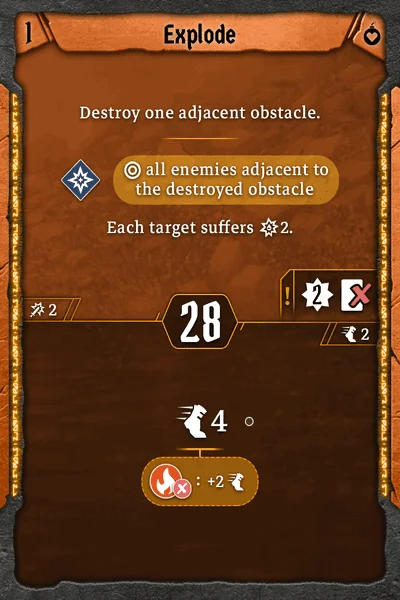 1
Explode
Destroy one adjacent obstacle.
all enemies adjacent to
the destroyed obstacle
Each target suffers 2.
2
28
! 2
2
4
: +2